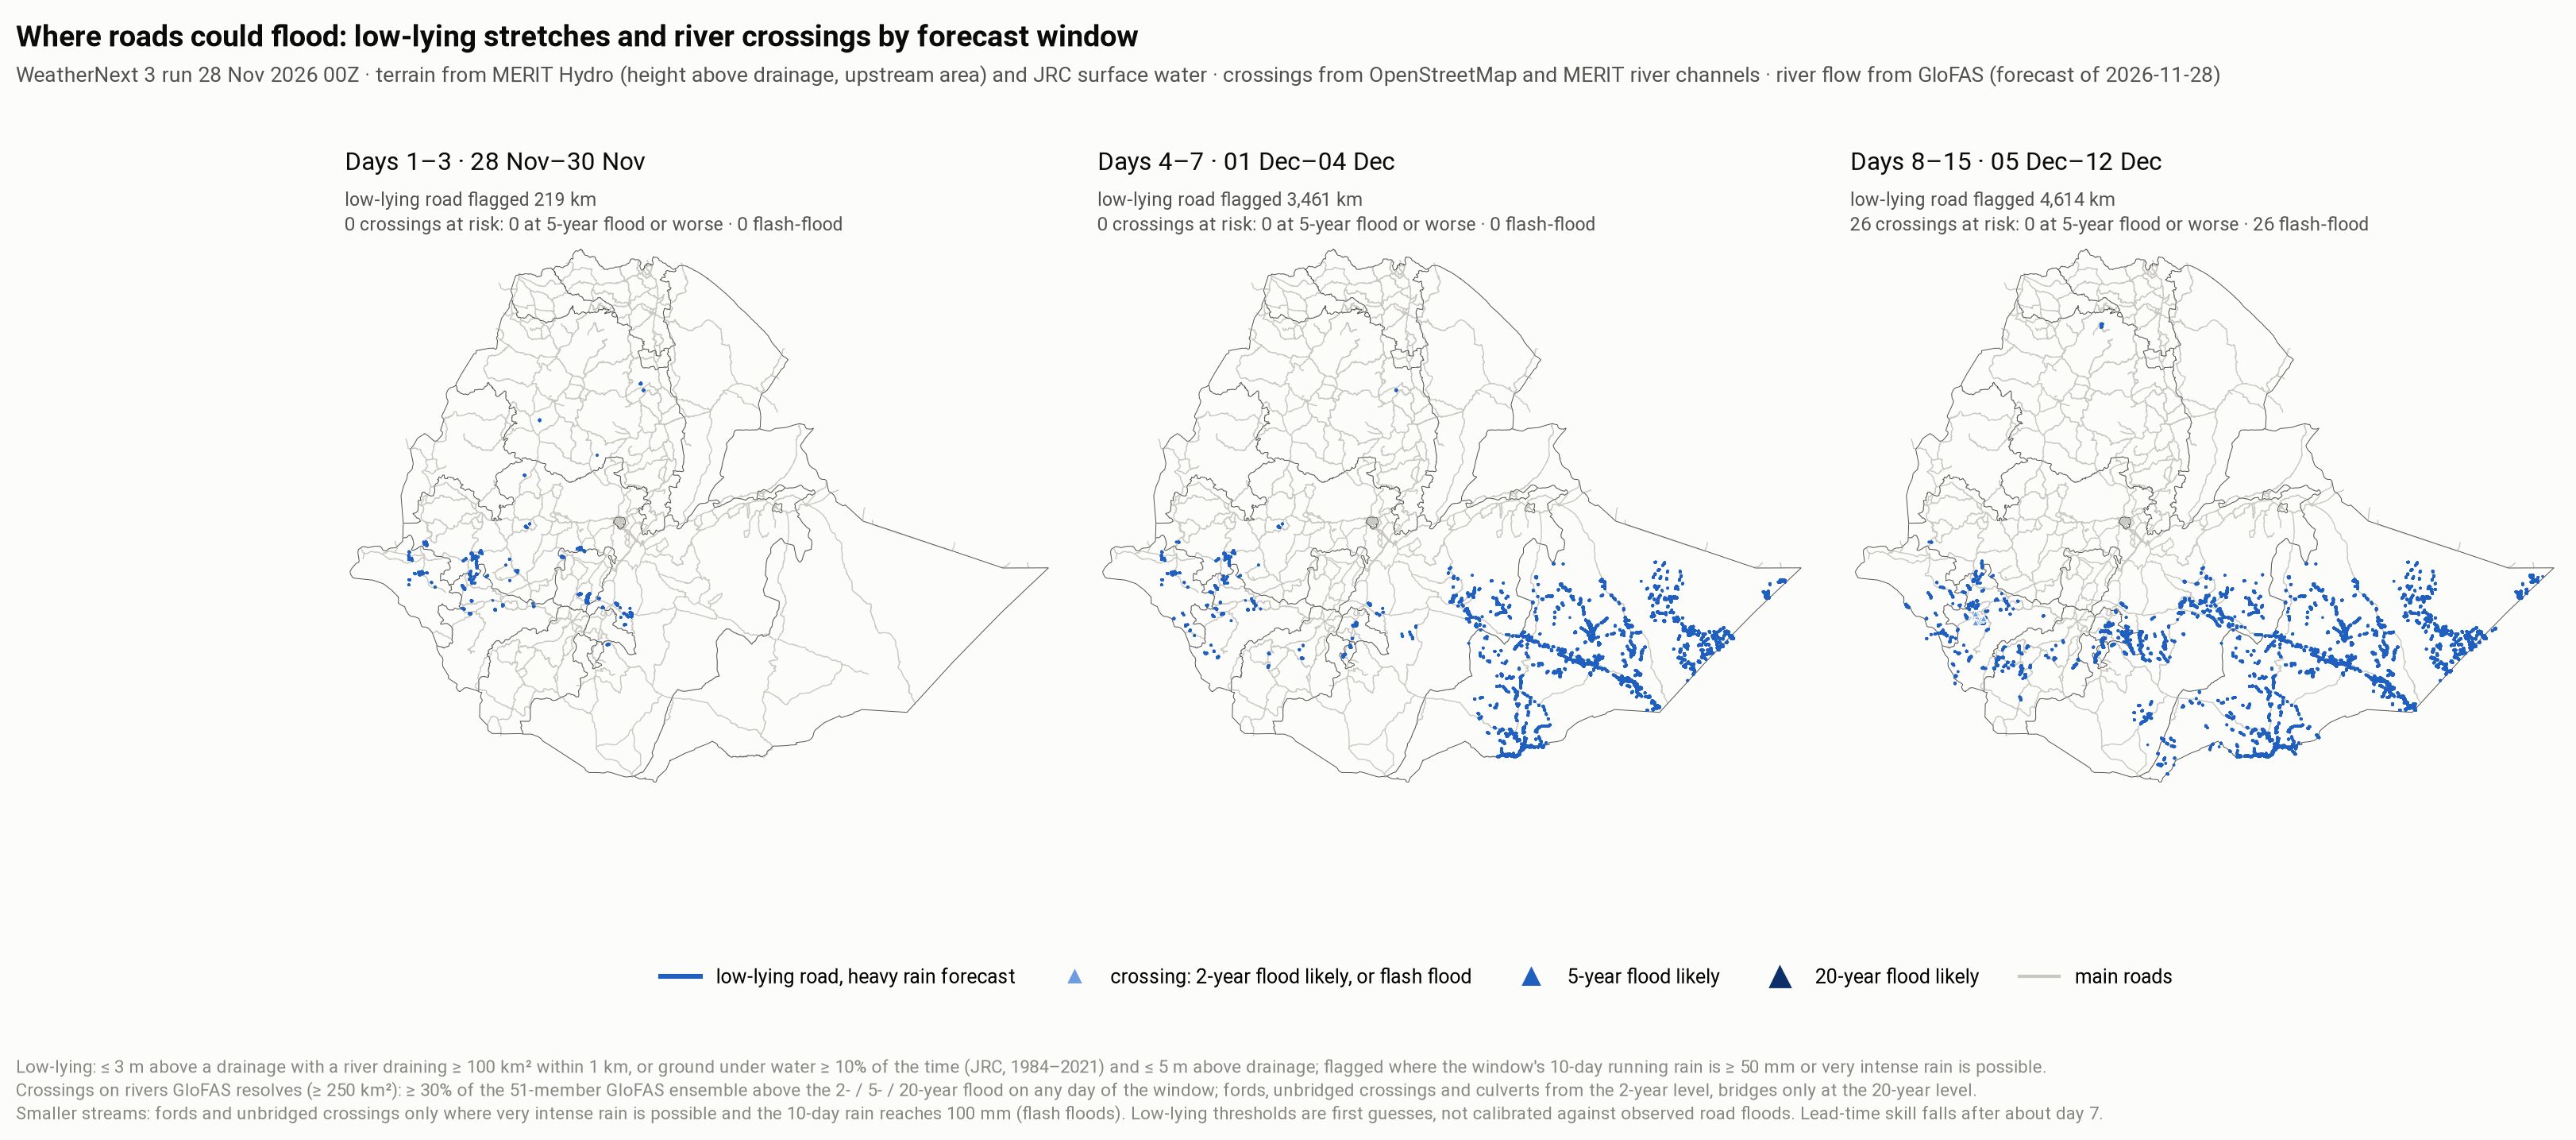 Where roads could flood: low-lying stretches and river crossings by forecast window
WeatherNext 3 run 28 Nov 2026 00Z · terrain from MERIT Hydro (height above drainage, upstream area) and JRC surface water · crossings from OpenStreetMap and MERIT river channels · river flow from GloFAS (forecast of 2026-11-28)
Days 1–3 · 28 Nov–30 Nov
low-lying road flagged 219 km
0 crossings at risk: 0 at 5-year flood or worse · 0 flash-flood
Days 4–7 · 01 Dec–04 Dec
low-lying road flagged 3,461 km
0 crossings at risk: 0 at 5-year flood or worse · 0 flash-flood
Days 8–15 · 05 Dec–12 Dec
low-lying road flagged 4,614 km
26 crossings at risk: 0 at 5-year flood or worse · 26 flash-flood
low-lying road, heavy rain forecast
crossing: 2-year flood likely, or flash flood
5-year flood likely
20-year flood likely
main roads
Low-lying: ≤ 3 m above a drainage with a river draining ≥ 100 km² within 1 km, or ground under water ≥ 10% of the time (JRC, 1984–2021) and ≤ 5 m above drainage; flagged where the window's 10-day running rain is ≥ 50 mm or very intense rain is possible.
Crossings on rivers GloFAS resolves (≥ 250 km²): ≥ 30% of the 51-member GloFAS ensemble above the 2- / 5- / 20-year flood on any day of the window; fords, unbridged crossings and culverts from the 2-year level, bridges only at the 20-year level.
Smaller streams: fords and unbridged crossings only where very intense rain is possible and the 10-day rain reaches 100 mm (flash floods). Low-lying thresholds are first guesses, not calibrated against observed road floods. Lead-time skill falls after about day 7.